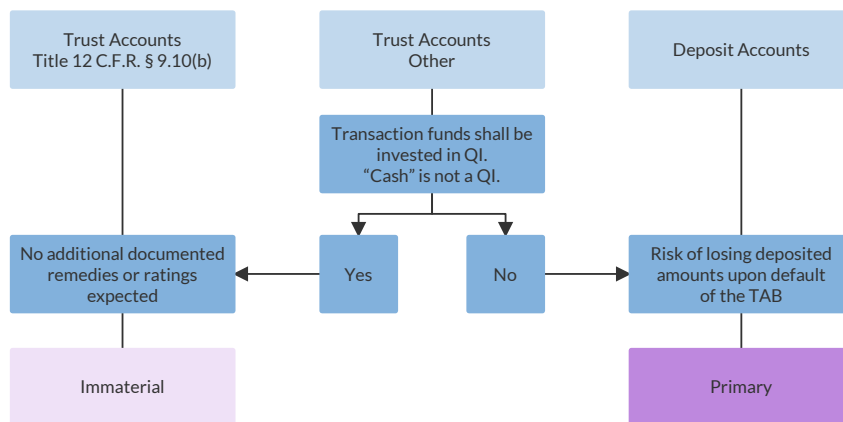 Trust Accounts
Title 12 C.F.R. § 9.10(b)
Trust Accounts
Other
Deposit Accounts
Transaction funds shall be
invested in QI.
“Cash” is not a QI.
No additional documented
remedies or ratings
expected
Yes
No
Risk of losing deposited
amounts upon default
of the TAB
Immaterial
Primary